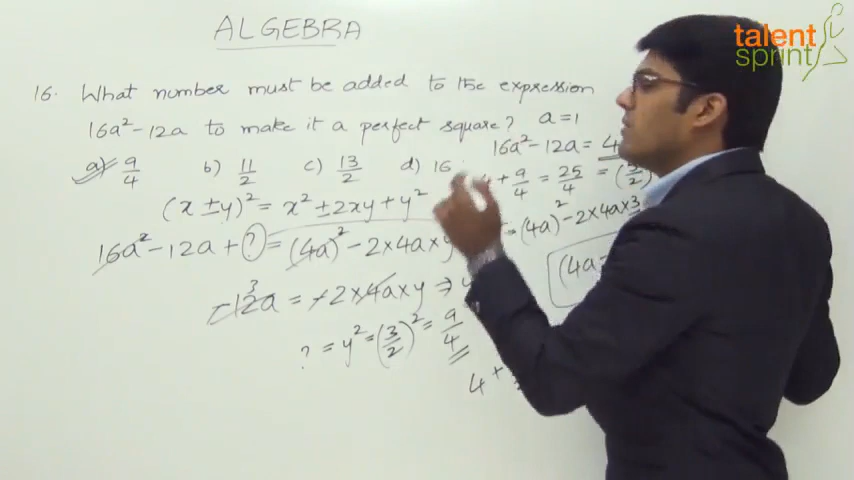 ALGEBRA
talent
sprint
16. What number must be added to the expression
16a² - 12a to make it a perfect square? a = 1
a) 9/4 b) 11/2 c) 13/2 d) 16
16a² - 12a = 4
+ 9/4 = 25/4 =
(x ± y)² = x² ± 2xy + y²
(4a)² - 2 × 4a × 3
16a² - 12a + ? = (4a)² - 2 × 4a × y
(4a
- 12a = - 2 × 4a × y ⇒ y
3
? = y² = (3/2)² = 9/4
4 +